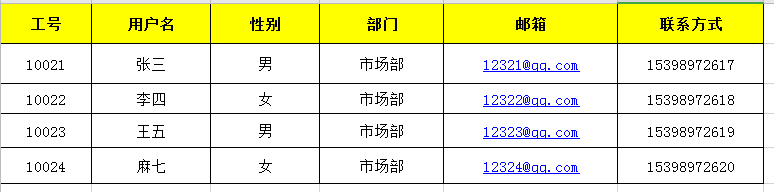 工号 用户名 性别 部门 邮箱 联系方式
10021 张三 男 市场部 12321@qq.com 15398972617
10022 李四 女 市场部 12322@qq.com 15398972618
10023 王五 男 市场部 12323@qq.com 15398972619
10024 麻七 女 市场部 12324@qq.com 15398972620